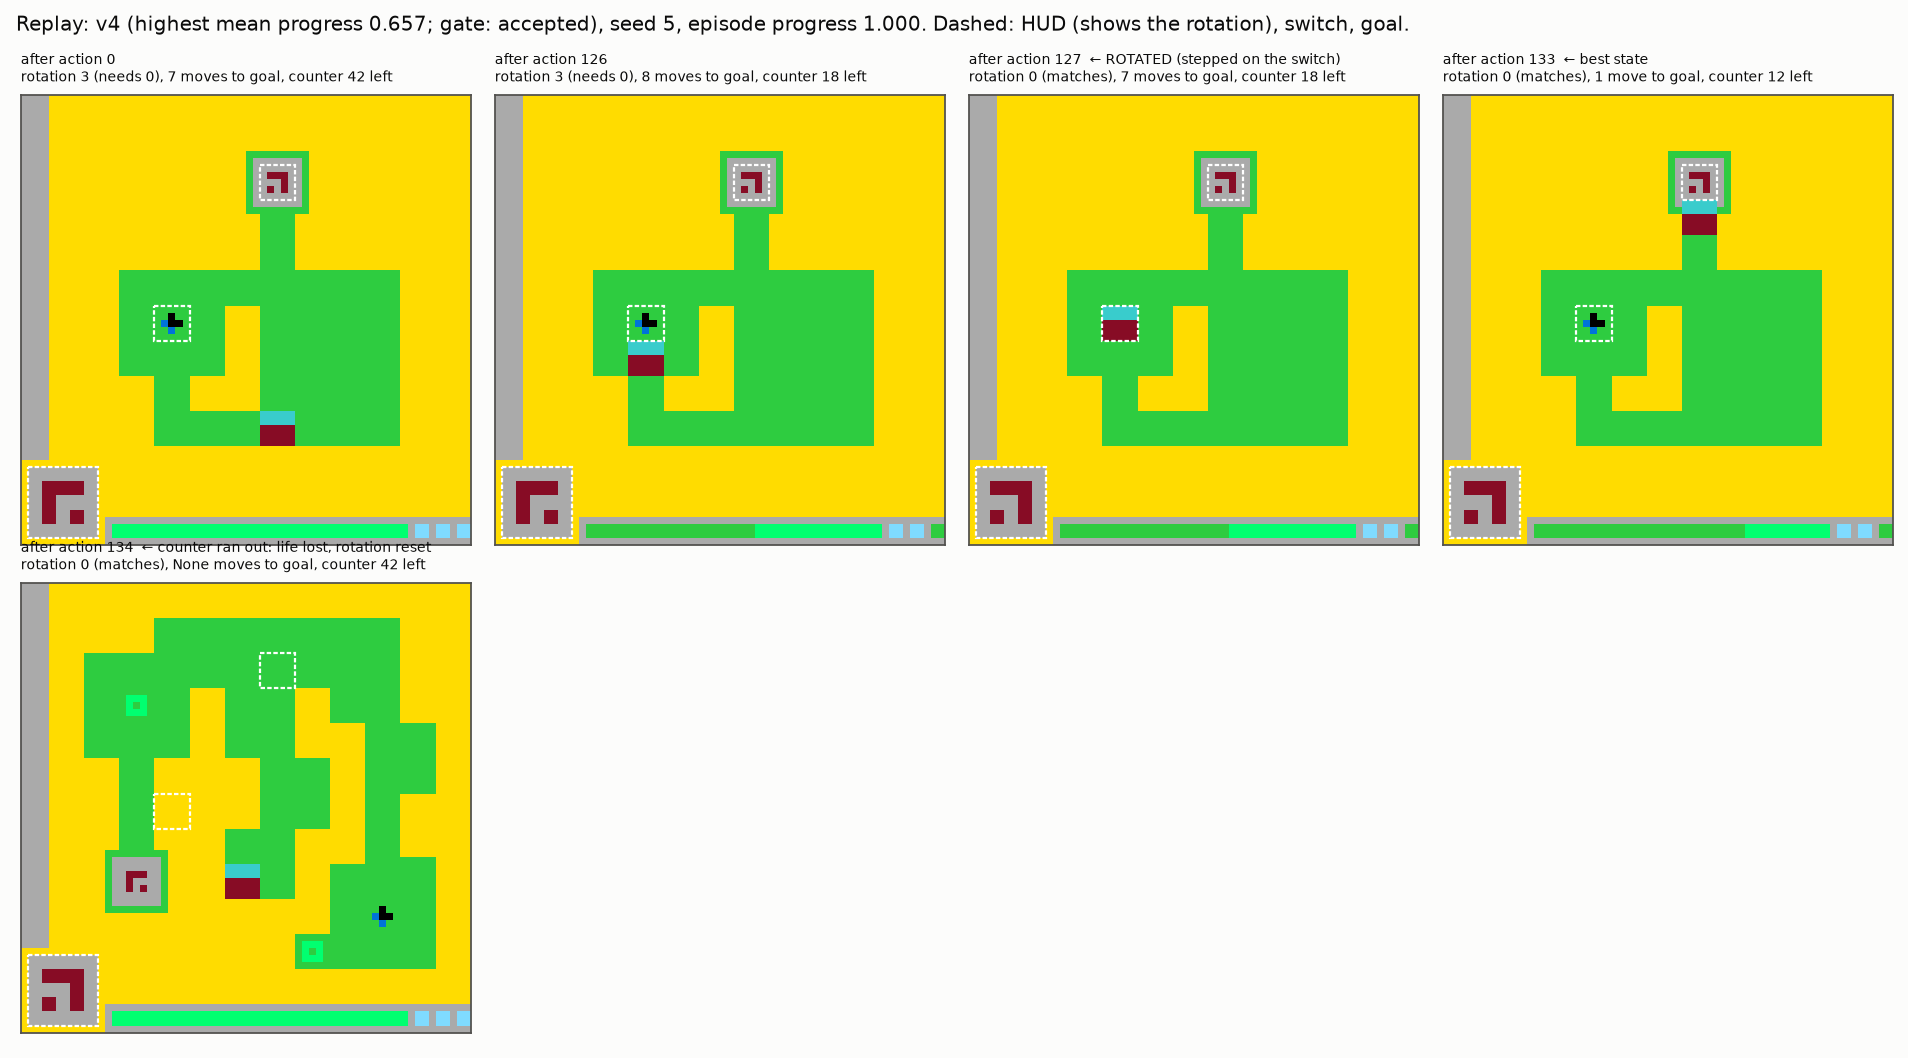 Replay: v4 (highest mean progress 0.657; gate: accepted), seed 5, episode progress 1.000. Dashed: HUD (shows the rotation), switch, goal.
after action 0
rotation 3 (needs 0), 7 moves to goal, counter 42 left
after action 126
rotation 3 (needs 0), 8 moves to goal, counter 18 left
after action 127 ← ROTATED (stepped on the switch)
rotation 0 (matches), 7 moves to goal, counter 18 left
after action 133 ← best state
rotation 0 (matches), 1 move to goal, counter 12 left
after action 134 ← counter ran out: life lost, rotation reset
rotation 0 (matches), None moves to goal, counter 42 left